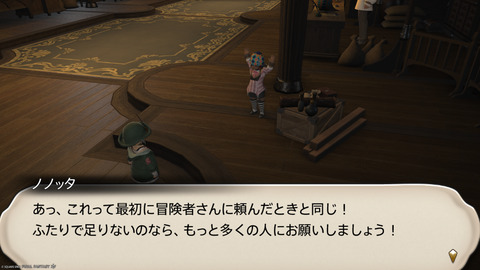 ノノッタ
あっ、これって最初に冒険者さんに頼んだときと同じ！
ふたりで足りないのなら、もっと多くの人にお願いしましょう！